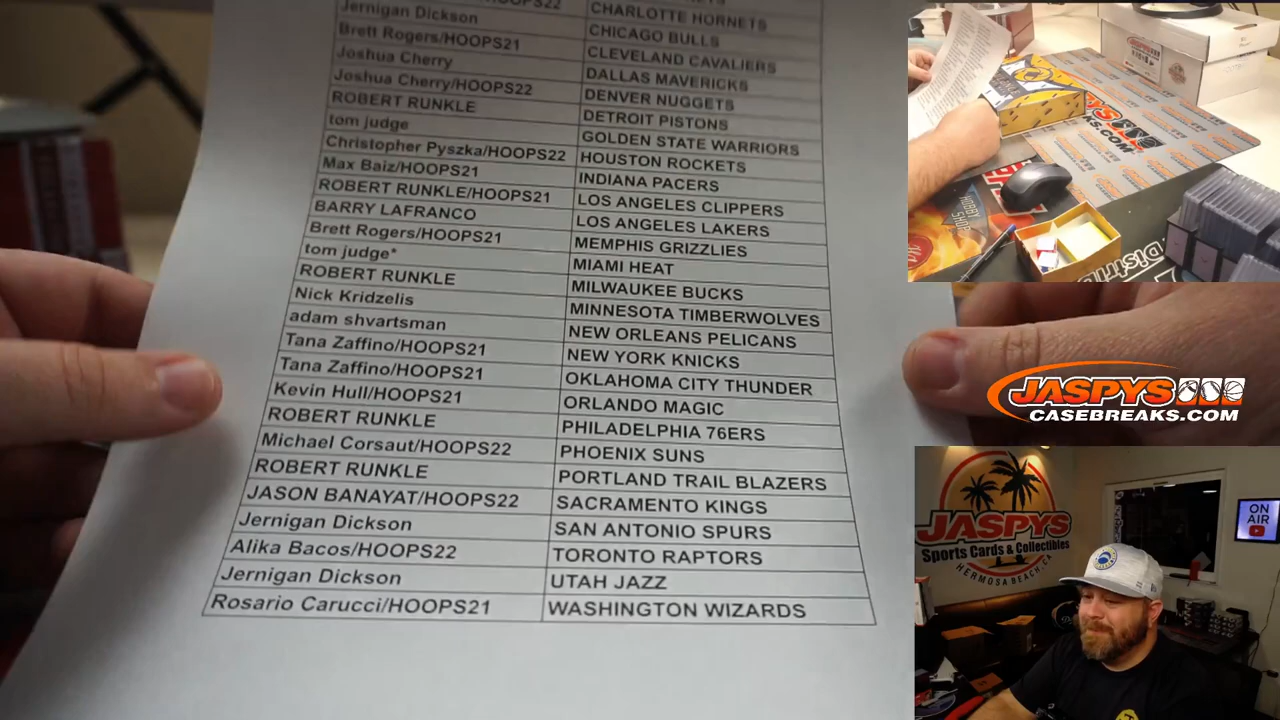 HOOPS22 CHARLOTTE HORNETS
Jernigan Dickson CHICAGO BULLS
Brett Rogers/HOOPS21 CLEVELAND CAVALIERS
Joshua Cherry DALLAS MAVERICKS
Joshua Cherry/HOOPS22 DENVER NUGGETS
ROBERT RUNKLE DETROIT PISTONS
tom judge GOLDEN STATE WARRIORS
Christopher Pyszka/HOOPS22 HOUSTON ROCKETS
Max Baiz/HOOPS21 INDIANA PACERS
ROBERT RUNKLE/HOOPS21 LOS ANGELES CLIPPERS
BARRY LAFRANCO LOS ANGELES LAKERS
Brett Rogers/HOOPS21 MEMPHIS GRIZZLIES
tom judge* MIAMI HEAT
ROBERT RUNKLE MILWAUKEE BUCKS
Nick Kridzelis MINNESOTA TIMBERWOLVES
adam shvartsman NEW ORLEANS PELICANS
Tana Zaffino/HOOPS21 NEW YORK KNICKS
Tana Zaffino/HOOPS21 OKLAHOMA CITY THUNDER
Kevin Hull/HOOPS21 ORLANDO MAGIC
ROBERT RUNKLE PHILADELPHIA 76ERS
Michael Corsaut/HOOPS22 PHOENIX SUNS
ROBERT RUNKLE PORTLAND TRAIL BLAZERS
JASON BANAYAT/HOOPS22 SACRAMENTO KINGS
Jernigan Dickson SAN ANTONIO SPURS
Alika Bacos/HOOPS22 TORONTO RAPTORS
Jernigan Dickson UTAH JAZZ
Rosario Carucci/HOOPS21 WASHINGTON WIZARDS
HOBBY
SHOP
JASPYS
CASEBREAKS.COM
JASPYS
Sports Cards & Collectibles
HERMOSA BEACH, CA
ON
AIR